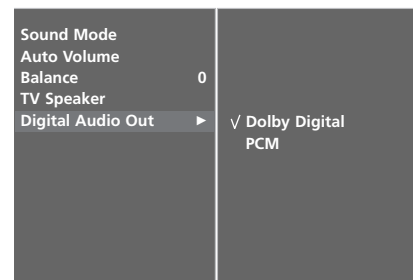 Sound Mode
Auto Volume
Balance 0
TV Speaker
Digital Audio Out ►
√ Dolby Digital
PCM